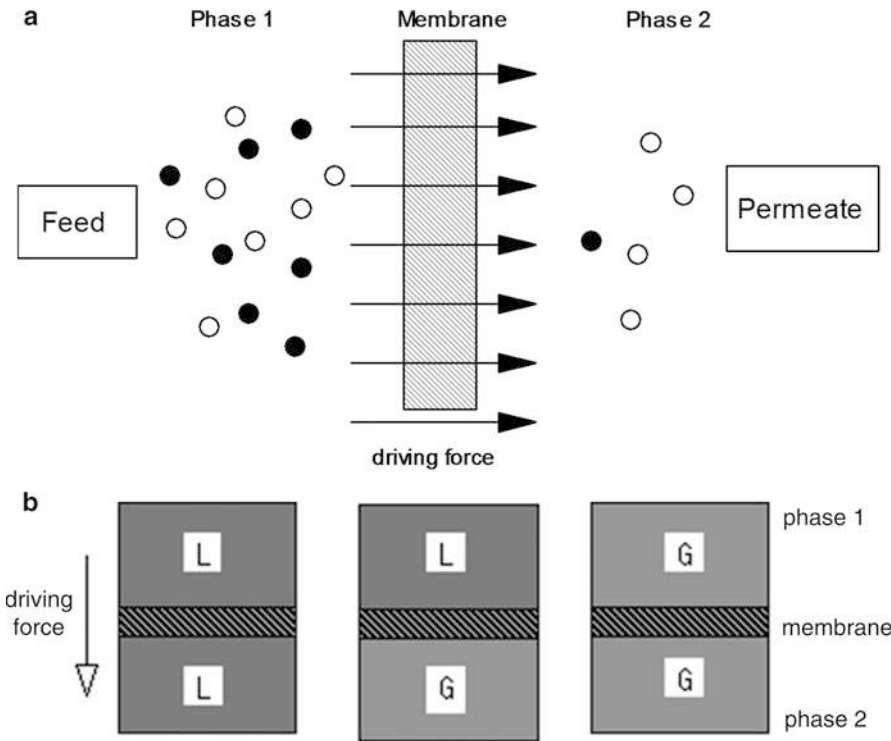 a
Phase 1
Membrane
Phase 2
Feed
Permeate
driving force
b
L
L
G
phase 1
driving
force
membrane
L
G
G
phase 2